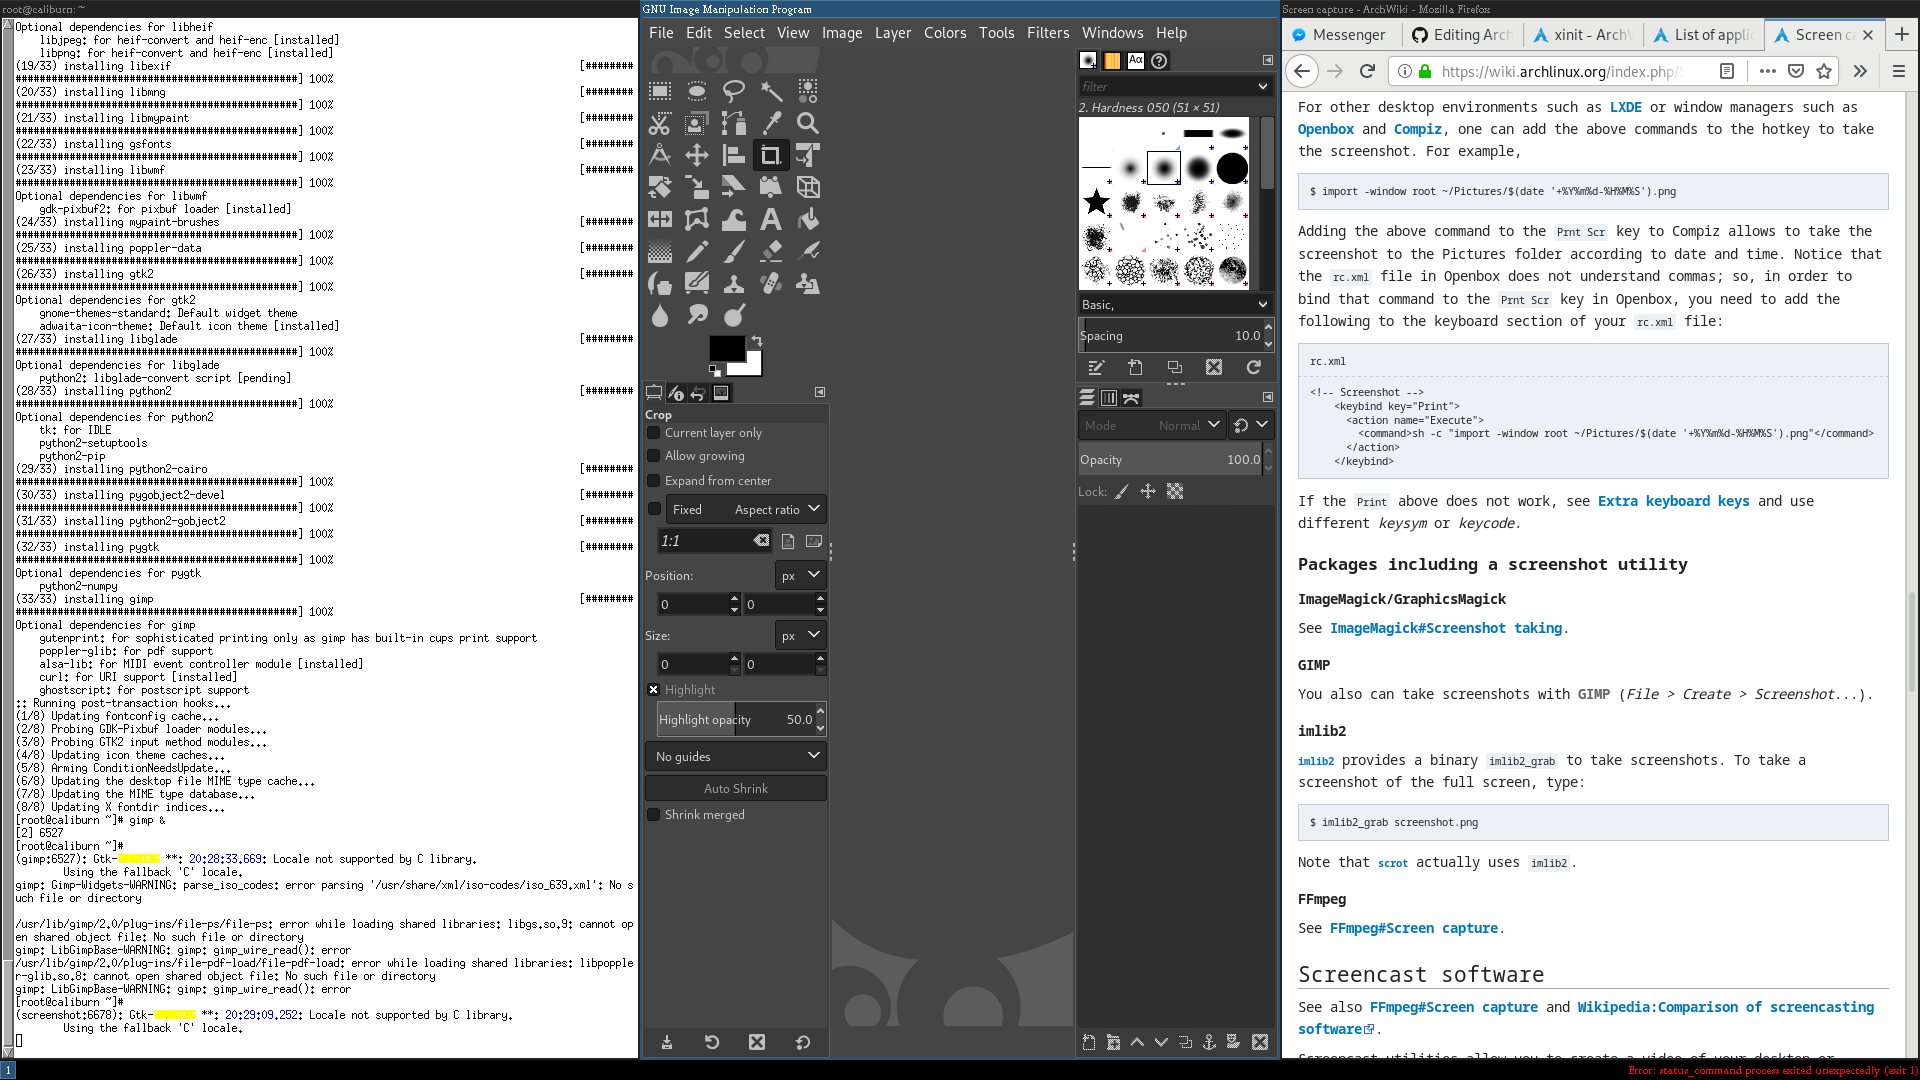 root@caliburn: ~
Optional dependencies for libheif
libjpeg: for heif-convert and heif-enc [installed]
libpng: for heif-convert and heif-enc [installed]
(19/33) installing libexif [########
###############################################] 100%
(20/33) installing libmng [########
###############################################] 100%
(21/33) installing libmypaint [########
###############################################] 100%
(22/33) installing gsfonts [########
###############################################] 100%
(23/33) installing libwmf [########
###############################################] 100%
Optional dependencies for libwmf
gdk-pixbuf2: for pixbuf loader [installed]
(24/33) installing mypaint-brushes [########
###############################################] 100%
(25/33) installing poppler-data [########
###############################################] 100%
(26/33) installing gtk2 [########
###############################################] 100%
Optional dependencies for gtk2
gnome-themes-standard: Default widget theme
adwaita-icon-theme: Default icon theme [installed]
(27/33) installing libglade [########
###############################################] 100%
Optional dependencies for libglade
python2: libglade-convert script [pending]
(28/33) installing python2 [########
###############################################] 100%
Optional dependencies for python2
tk: for IDLE
python2-setuptools
python2-pip
(29/33) installing python2-cairo [########
###############################################] 100%
(30/33) installing pygobject2-devel [########
###############################################] 100%
(31/33) installing python2-gobject2 [########
###############################################] 100%
(32/33) installing pygtk [########
###############################################] 100%
Optional dependencies for pygtk
python2-numpy
(33/33) installing gimp [########
###############################################] 100%
Optional dependencies for gimp
gutenprint: for sophisticated printing only as gimp has built-in cups print support
poppler-glib: for pdf support
alsa-lib: for MIDI event controller module [installed]
curl: for URI support [installed]
ghostscript: for postscript support
:: Running post-transaction hooks...
(1/8) Updating fontconfig cache...
(2/8) Probing GDK-Pixbuf loader modules...
(3/8) Probing GTK2 input method modules...
(4/8) Updating icon theme caches...
(5/8) Arming ConditionNeedsUpdate...
(6/8) Updating the desktop file MIME type cache...
(7/8) Updating the MIME type database...
(8/8) Updating X fontdir indices...
[root@caliburn ~]# gimp &
[2] 6527
[root@caliburn ~]#
(gimp:6527): Gtk- **: 20:28:33.669: Locale not supported by C library.
Using the fallback 'C' locale.
gimp: Gimp-Widgets-WARNING: parse_iso_codes: error parsing '/usr/share/xml/iso-codes/iso_639.xml': No s
uch file or directory
/usr/lib/gimp/2.0/plug-ins/file-ps/file-ps: error while loading shared libraries: libgs.so.9: cannot op
en shared object file: No such file or directory
gimp: LibGimpBase-WARNING: gimp: gimp_wire_read(): error
/usr/lib/gimp/2.0/plug-ins/file-pdf-load/file-pdf-load: error while loading shared libraries: libpopple
r-glib.so.8: cannot open shared object file: No such file or directory
gimp: LibGimpBase-WARNING: gimp: gimp_wire_read(): error
[root@caliburn ~]#
(screenshot:6678): Gtk- **: 20:29:09.252: Locale not supported by C library.
Using the fallback 'C' locale.
1
GNU Image Manipulation Program
File Edit Select View Image Layer Colors Tools Filters Windows Help
Crop
Current layer only
Allow growing
Expand from center
Fixed Aspect ratio
1:1
Position: px
0 0
Size: px
0 0
Highlight
Highlight opacity 50.0
No guides
Auto Shrink
Shrink merged
filter
2. Hardness 050 (51 × 51)
Basic,
Spacing 10.0
Mode Normal
Opacity 100.0
Lock:
Screen capture - ArchWiki - Mozilla Firefox
Messenger Editing Arc xinit - Arch List of appli Screen ca
https://wiki.archlinux.org/index.php/
For other desktop environments such as LXDE or window managers such as
Openbox and Compiz, one can add the above commands to the hotkey to take
the screenshot. For example,
$ import -window root ~/Pictures/$(date '+%Y%m%d-%H%M%S').png
Adding the above command to the Prnt Scr key to Compiz allows to take the
screenshot to the Pictures folder according to date and time. Notice that
the rc.xml file in Openbox does not understand commas; so, in order to
bind that command to the Prnt Scr key in Openbox, you need to add the
following to the keyboard section of your rc.xml file:
rc.xml
<!-- Screenshot -->
<keybind key="Print">
<action name="Execute">
<command>sh -c "import -window root ~/Pictures/$(date '+%Y%m%d-%H%M%S').png"</command>
</action>
</keybind>
If the Print above does not work, see Extra keyboard keys and use
different keysym or keycode.
Packages including a screenshot utility
ImageMagick/GraphicsMagick
See ImageMagick#Screenshot taking.
GIMP
You also can take screenshots with GIMP (File > Create > Screenshot...).
imlib2
imlib2 provides a binary imlib2_grab to take screenshots. To take a
screenshot of the full screen, type:
$ imlib2_grab screenshot.png
Note that scrot actually uses imlib2.
FFmpeg
See FFmpeg#Screen capture.
Screencast software
See also FFmpeg#Screen capture and Wikipedia:Comparison of screencasting
software.
Screencast utilities allow you to create a video of your desktop or
Error: status_command process exited unexpectedly (exit 1)